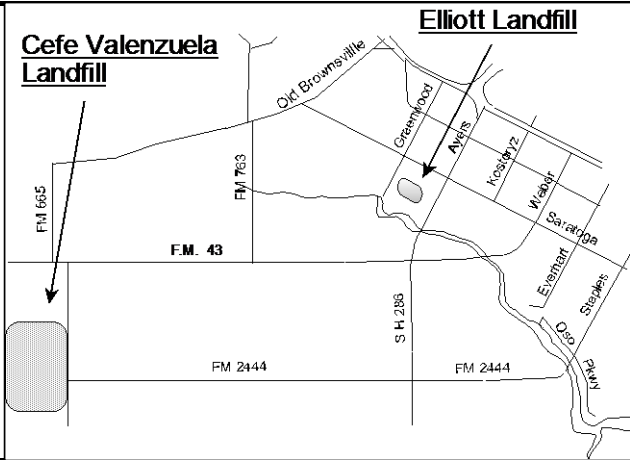 Elliott Landfill
Cefe Valenzuela
Landfill
Old Brownsville
Greenwood
Ayers
Kostoryz
Weber
Saratoga
Everhart
Staples
FM 665
FM 763
F.M. 43
S H 286
Oso
Pkwy
FM 2444
FM 2444